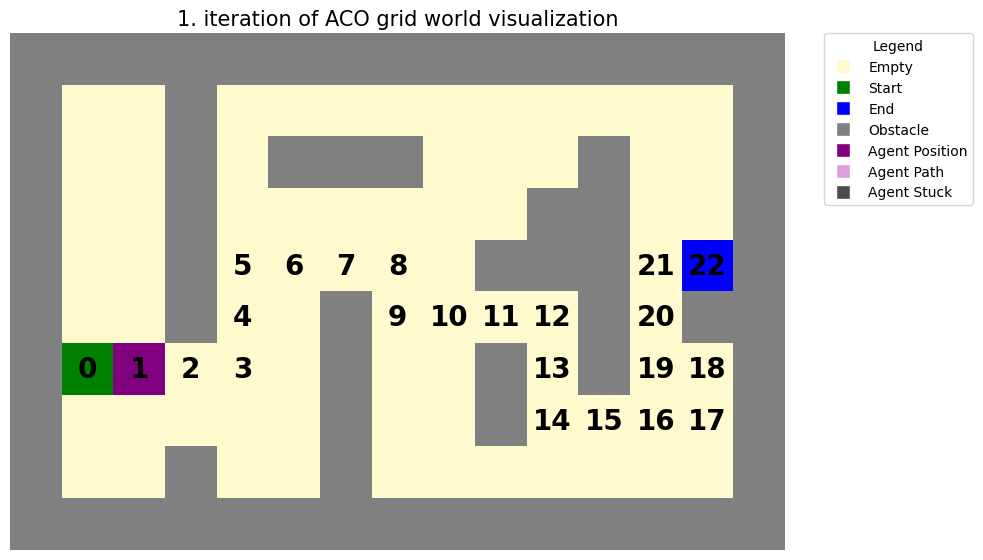 1. iteration of ACO grid world visualization
Legend
Empty
Start
End
Obstacle
Agent Position
Agent Path
Agent Stuck
5 6 7 8 21 22
4 9 10 11 12 20
0 1 2 3 13 19 18
14 15 16 17